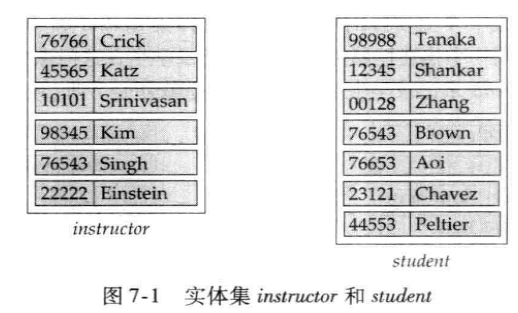 76766 Crick
45565 Katz
10101 Srinivasan
98345 Kim
76543 Singh
22222 Einstein
instructor
98988 Tanaka
12345 Shankar
00128 Zhang
76543 Brown
76653 Aoi
23121 Chavez
44553 Peltier
student
图 7-1 实体集 instructor 和 student